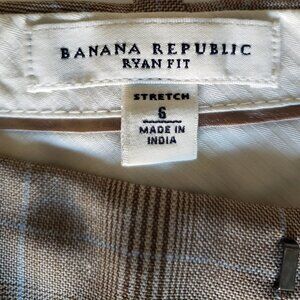 BANANA REPUBLIC
RYAN FIT
STRETCH
6
MADE IN
INDIA